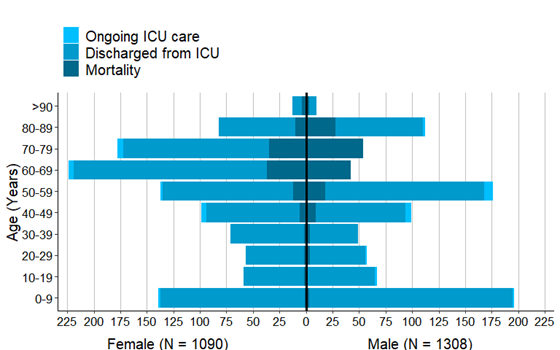 Ongoing ICU care
Discharged from ICU
Mortality
Age (Years)
>90
80-89
70-79
60-69
50-59
40-49
30-39
20-29
10-19
0-9
225 200 175 150 125 100 75 50 25 0 25 50 75 100 125 150 175 200 225
Female (N = 1090) Male (N = 1308)